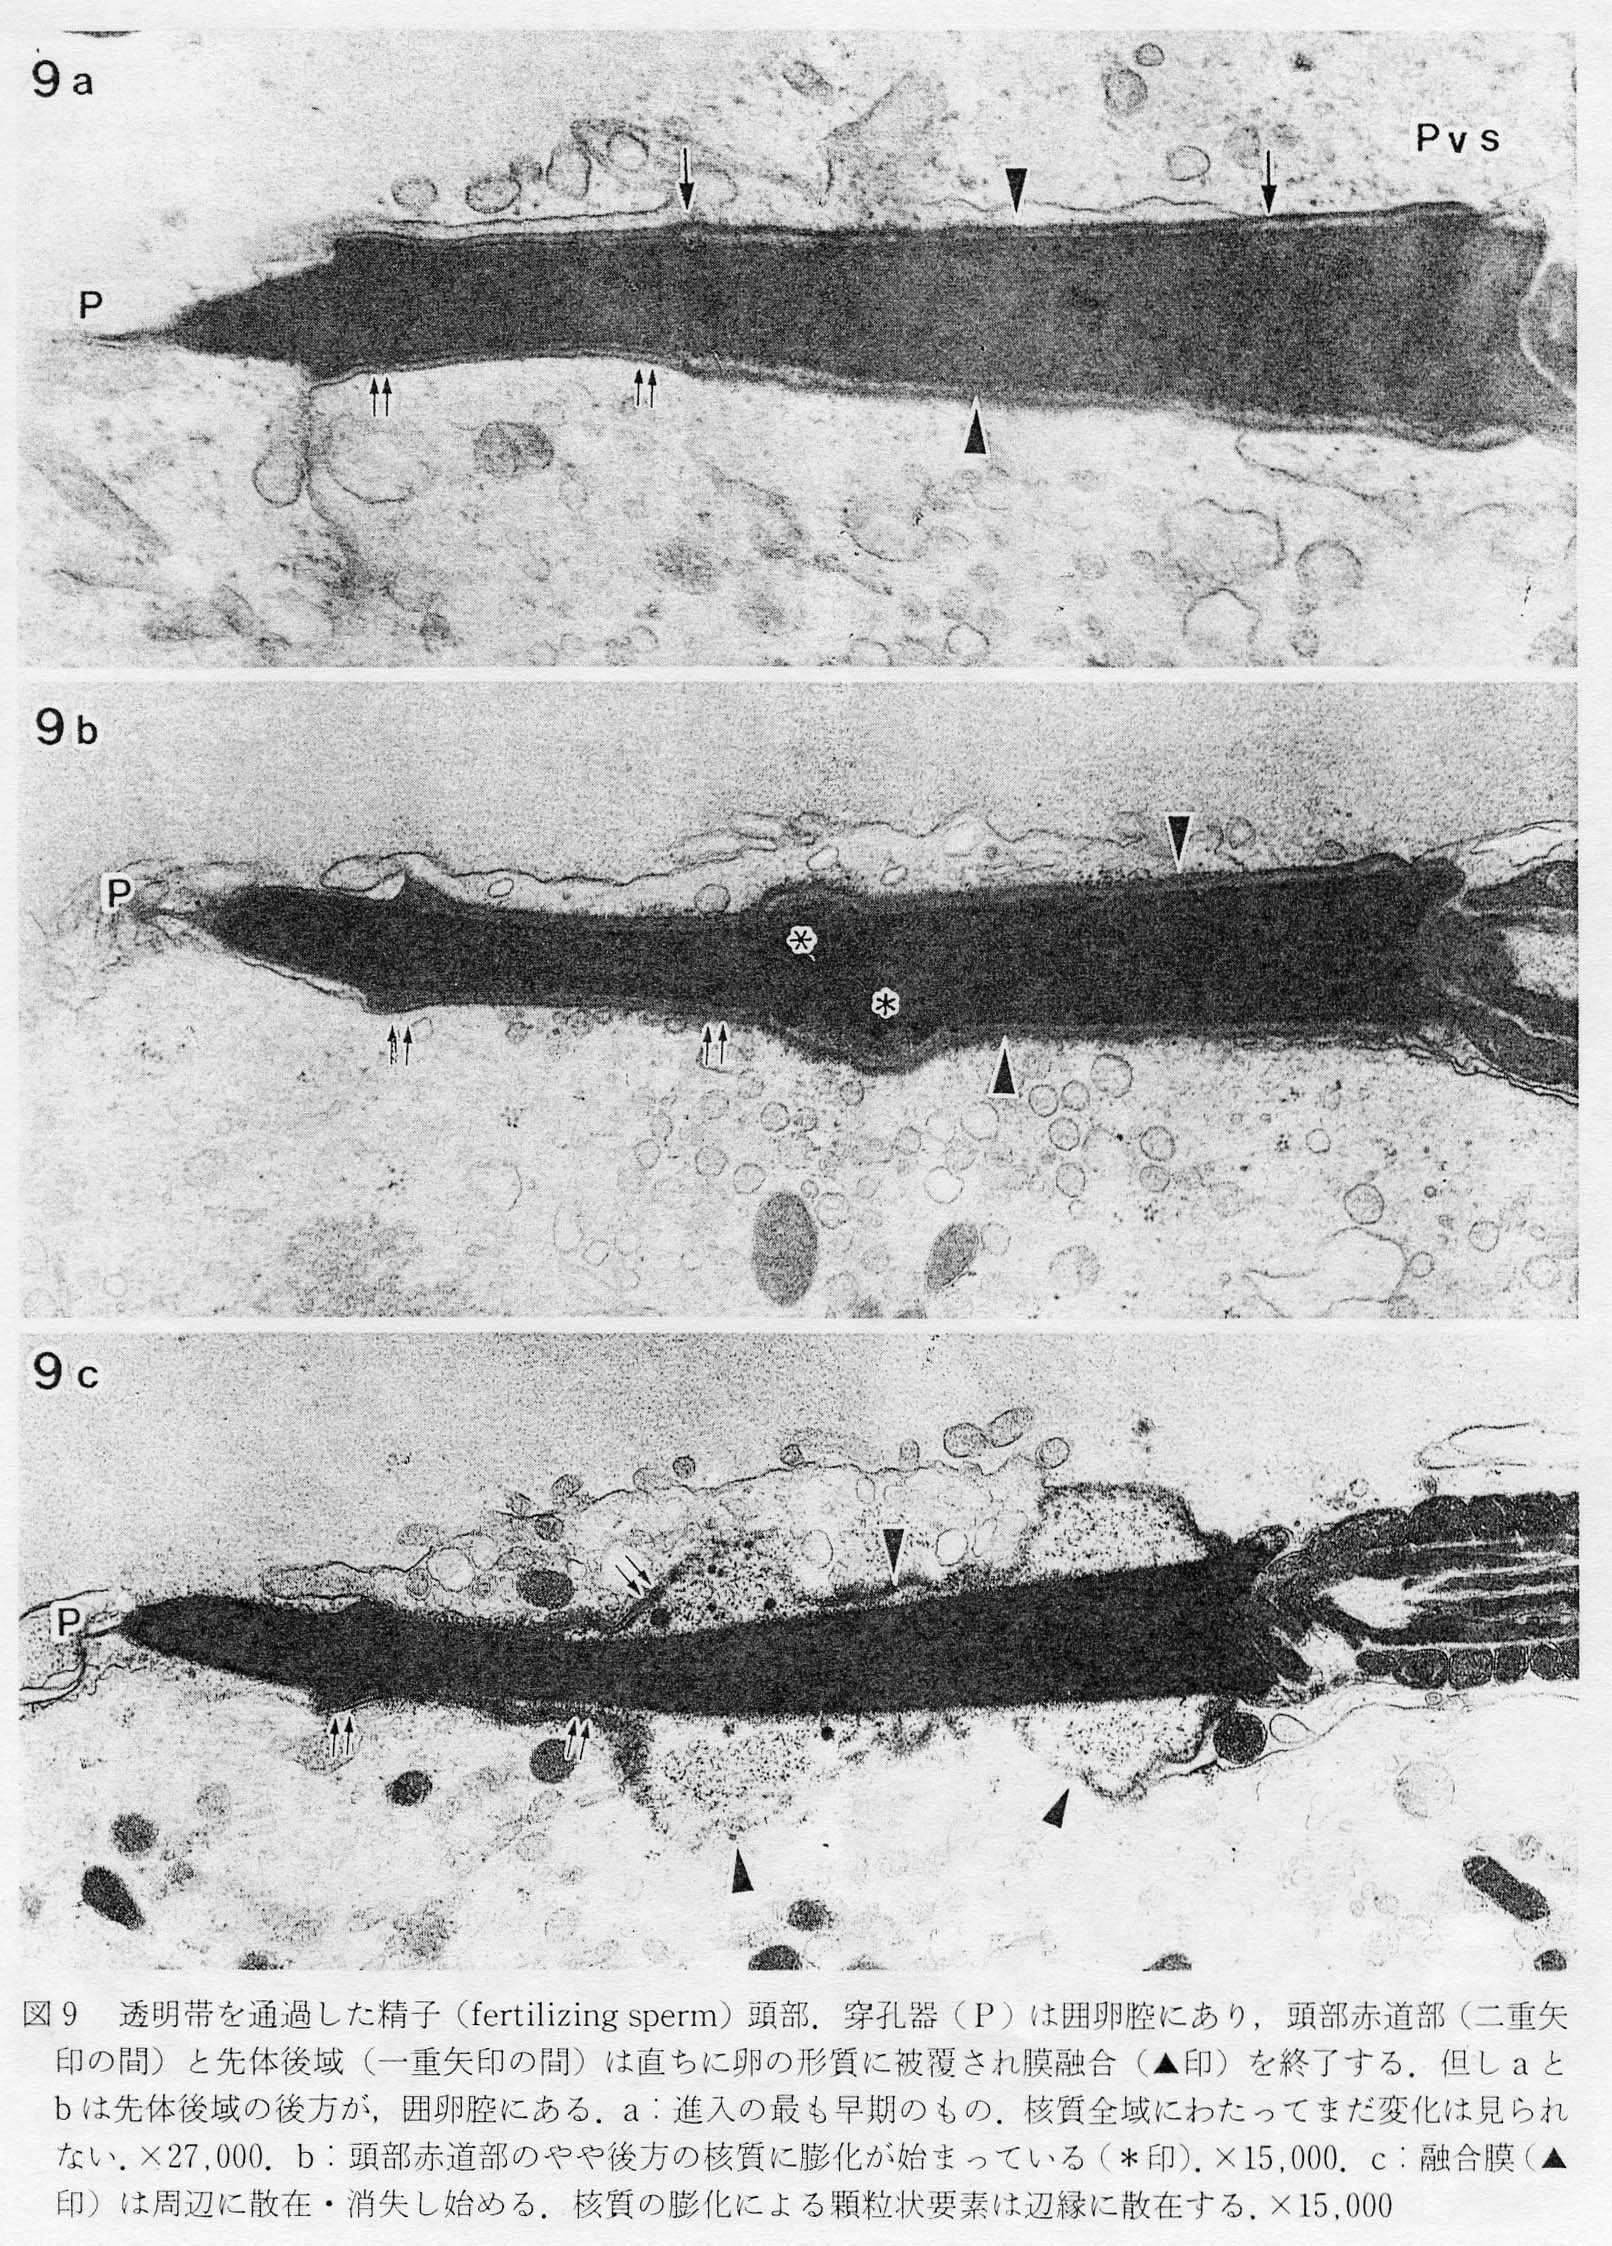 9a
Pvs
P
9b
P
*
*
9c
P
図9 透明帯を通過した精子（fertilizing sperm）頭部．穿孔器（P）は囲卵腔にあり，頭部赤道部（二重矢
印の間）と先体後域（一重矢印の間）は直ちに卵の形質に被覆され膜融合（▲印）を終了する．但しaと
bは先体後域の後方が，囲卵腔にある．a：進入の最も早期のもの．核質全域にわたってまだ変化は見られ
ない．×27,000．b：頭部赤道部のやや後方の核質に膨化が始まっている（＊印）．×15,000．c：融合膜（▲
印）は周辺に散在・消失し始める．核質の膨化による顆粒状要素は辺縁に散在する．×15,000